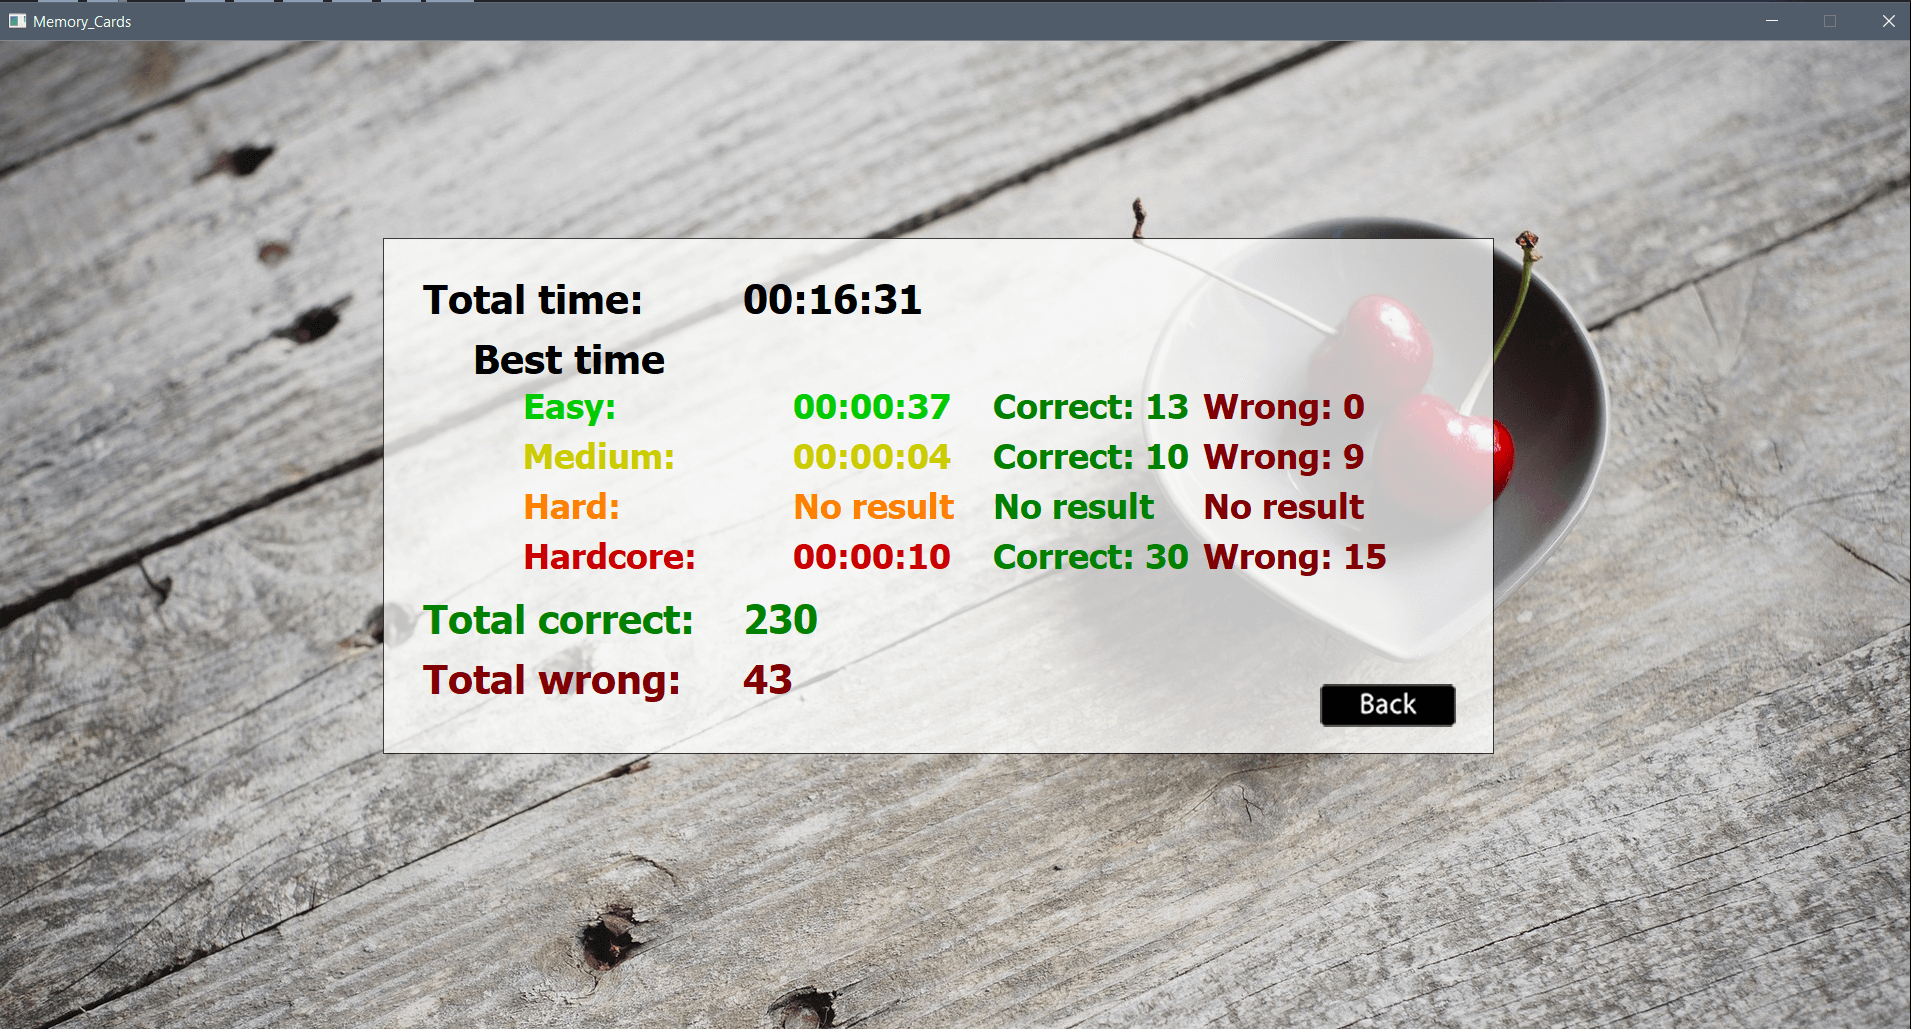 Memory_Cards
Total time: 00:16:31
Best time
Easy: 00:00:37 Correct: 13 Wrong: 0
Medium: 00:00:04 Correct: 10 Wrong: 9
Hard: No result No result No result
Hardcore: 00:00:10 Correct: 30 Wrong: 15
Total correct: 230
Total wrong: 43
Back